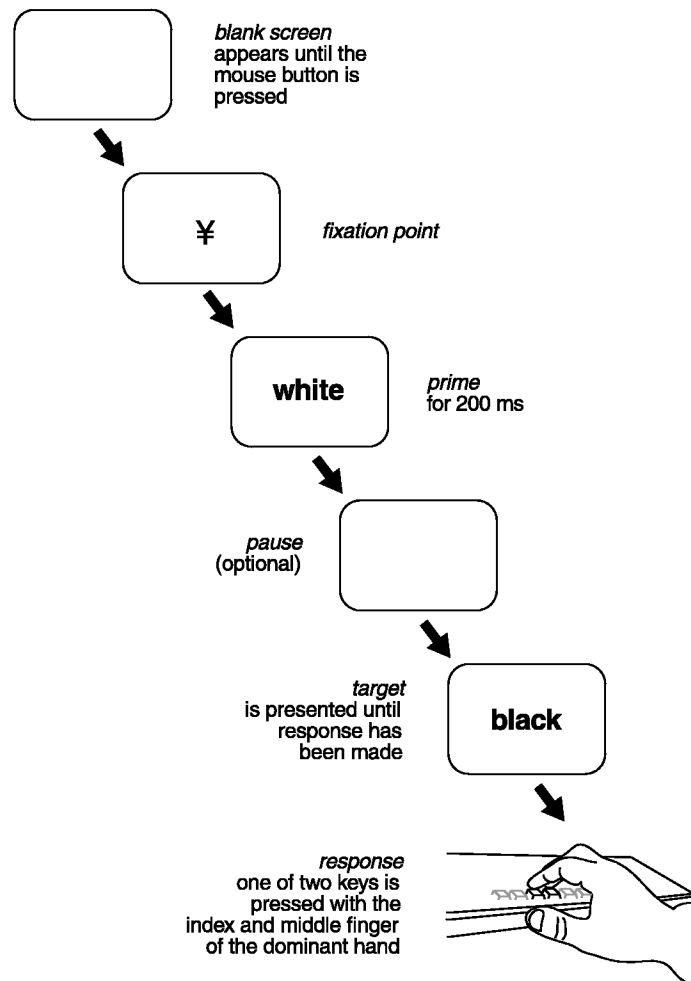 blank screen
appears until the
mouse button is
pressed
¥
fixation point
white
prime
for 200 ms
pause
(optional)
target
is presented until
response has
been made
black
response
one of two keys is
pressed with the
index and middle finger
of the dominant hand